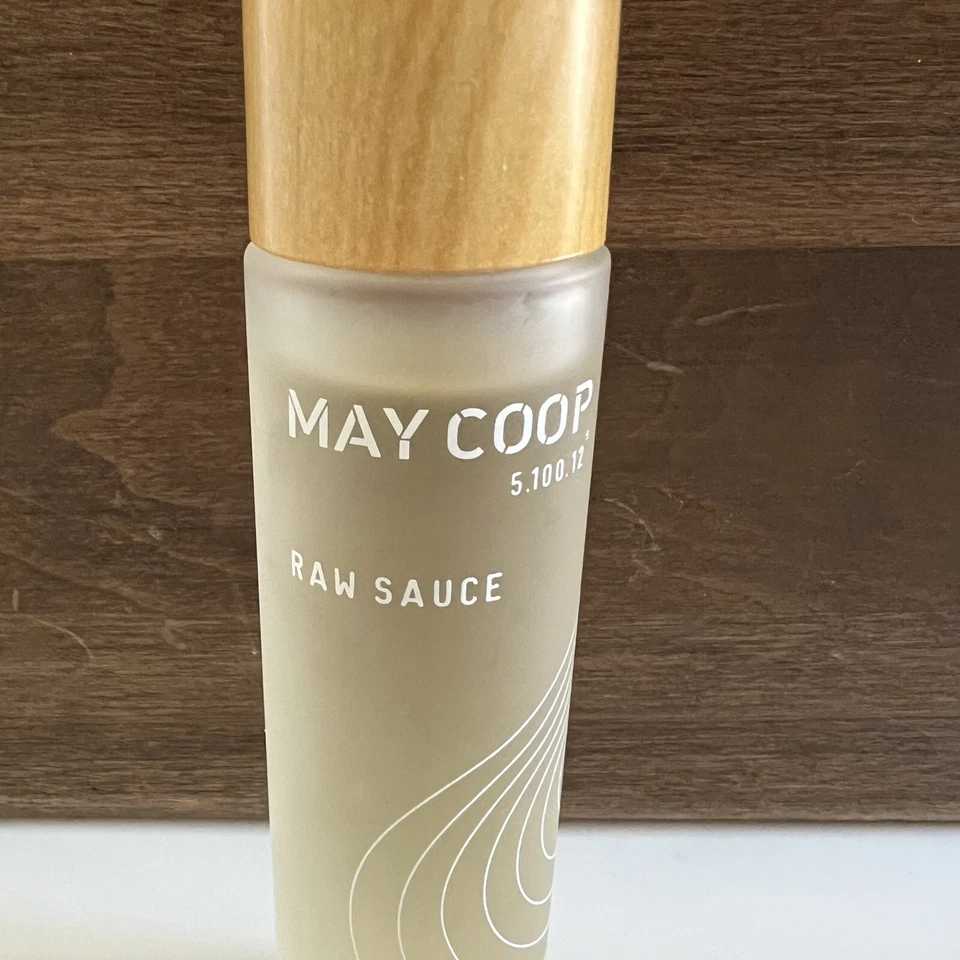 MAY COOP
5.100.12
RAW SAUCE